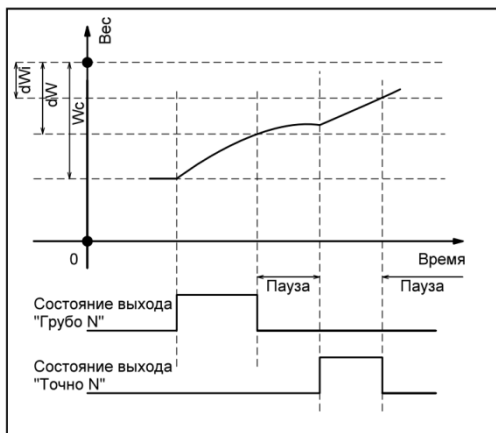 Вес
dWi
dW
Wc
0
Время
Пауза
Пауза
Состояние выхода
"Грубо N"
Состояние выхода
"Точно N"